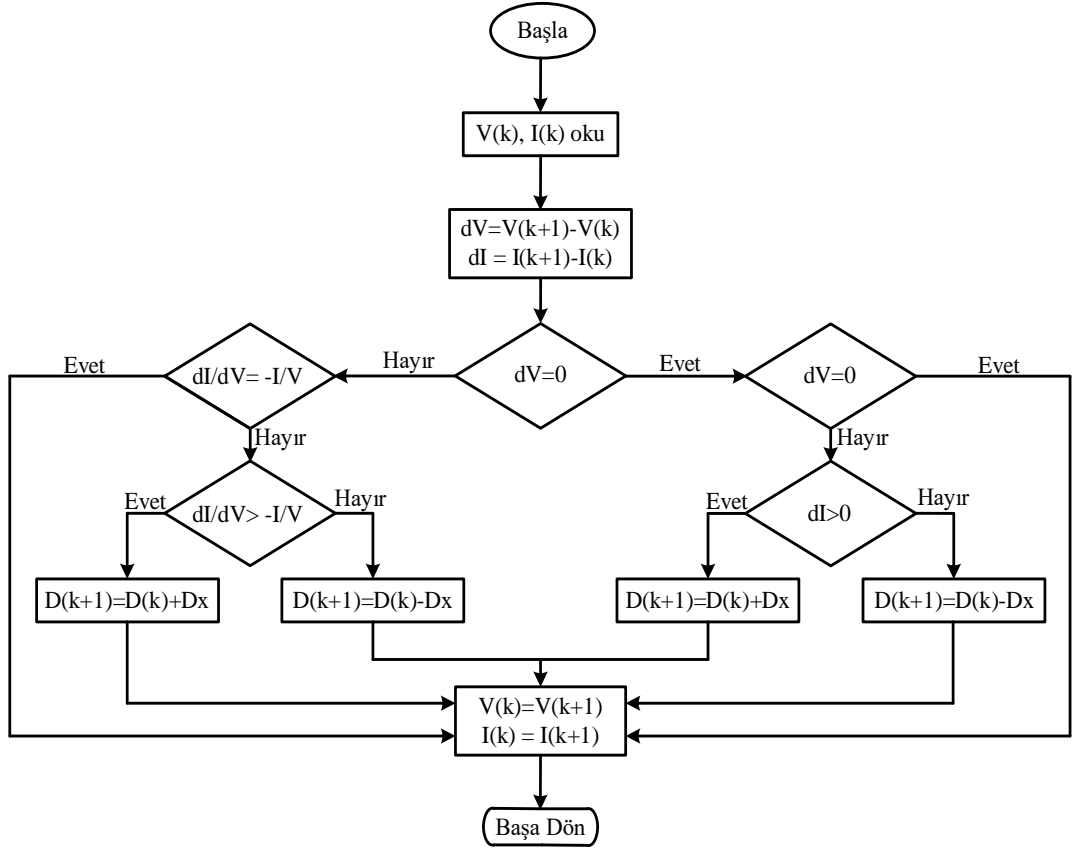 Başla
V(k), I(k) oku
dV=V(k+1)-V(k)
dI = I(k+1)-I(k)
Evet
dI/dV= -I/V
Hayır
dV=0
Evet
dV=0
Evet
Hayır
Hayır
Evet
dI/dV> -I/V
Hayır
Evet
dI>0
Hayır
D(k+1)=D(k)+Dx
D(k+1)=D(k)-Dx
D(k+1)=D(k)+Dx
D(k+1)=D(k)-Dx
V(k)=V(k+1)
I(k) = I(k+1)
Başa Dön